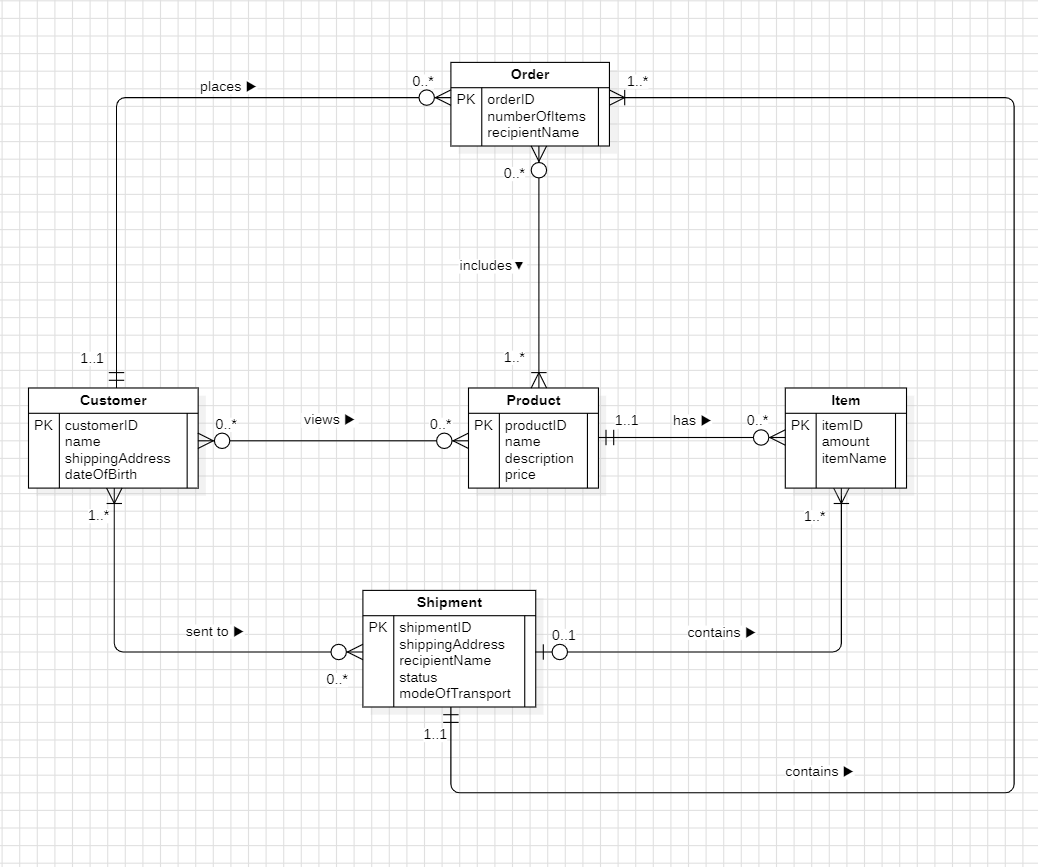 Order
places ►
0..*
1..*
PK
orderID
numberOfItems
recipientName
0..*
includes▼
1..1
1..*
Customer
PK
customerID
name
shippingAddress
dateOfBirth
0..*
views ►
0..*
Product
PK
productID
name
description
price
1..1
has ►
0..*
Item
PK
itemID
amount
itemName
1..*
1..*
Shipment
PK
shipmentID
shippingAddress
recipientName
status
modeOfTransport
sent to ►
0..*
0..1
contains ►
1..1
contains ►